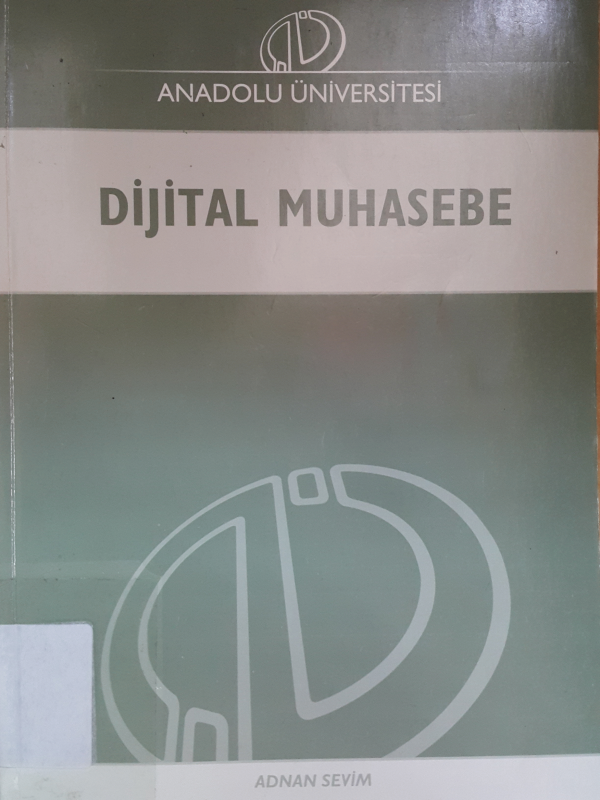 ANADOLU ÜNİVERSİTESİ
DİJİTAL MUHASEBE
ADNAN SEVİM